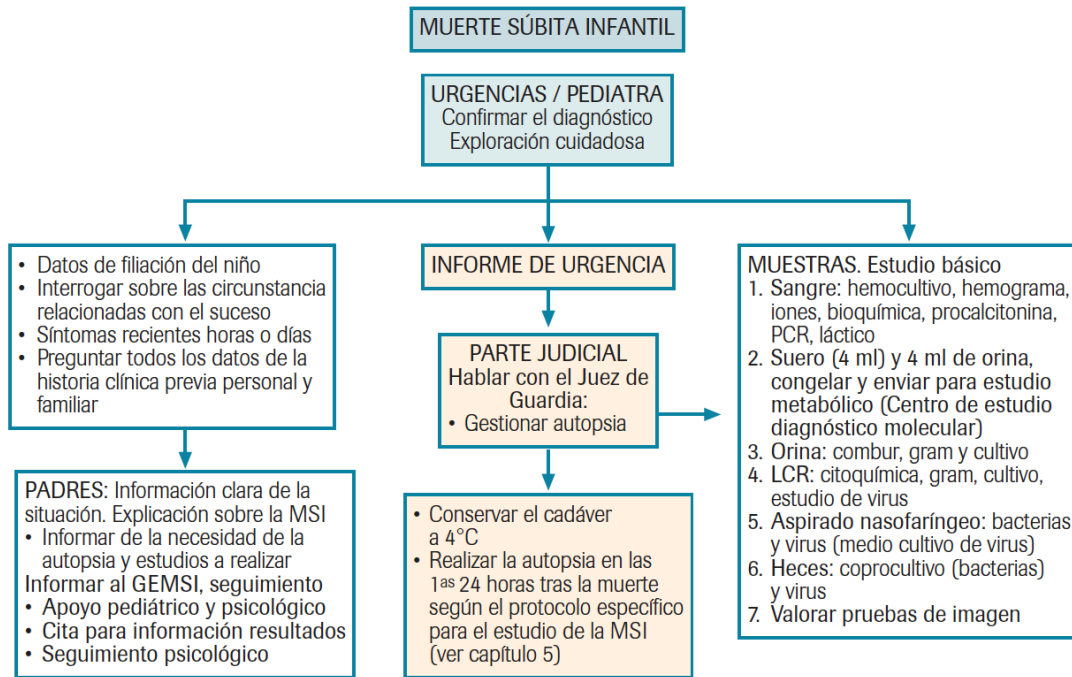 MUERTE SÚBITA INFANTIL
URGENCIAS / PEDIATRA
Confirmar el diagnóstico
Exploración cuidadosa
• Datos de filiación del niño
• Interrogar sobre las circunstancia
relacionadas con el suceso
• Síntomas recientes horas o días
• Preguntar todos los datos de la
historia clínica previa personal y
familiar
PADRES: Información clara de la
situación. Explicación sobre la MSI
• Informar de la necesidad de la
autopsia y estudios a realizar
Informar al GEMSI, seguimiento
• Apoyo pediátrico y psicológico
• Cita para información resultados
• Seguimiento psicológico
INFORME DE URGENCIA
PARTE JUDICIAL
Hablar con el Juez de
Guardia:
• Gestionar autopsia
• Conservar el cadáver
a 4°C
• Realizar la autopsia en las
1as 24 horas tras la muerte
según el protocolo específico
para el estudio de la MSI
(ver capítulo 5)
MUESTRAS. Estudio básico
1. Sangre: hemocultivo, hemograma,
iones, bioquímica, procalcitonina,
PCR, láctico
2. Suero (4 ml) y 4 ml de orina,
congelar y enviar para estudio
metabólico (Centro de estudio
diagnóstico molecular)
3. Orina: combur, gram y cultivo
4. LCR: citoquímica, gram, cultivo,
estudio de virus
5. Aspirado nasofaríngeo: bacterias
y virus (medio cultivo de virus)
6. Heces: coprocultivo (bacterias)
y virus
7. Valorar pruebas de imagen